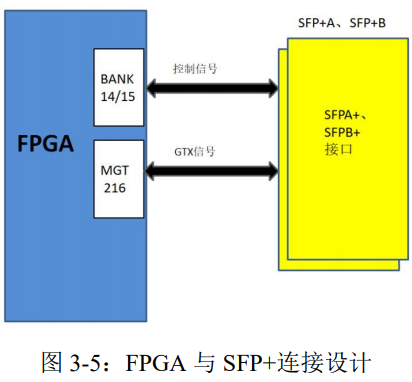 SFP+A、SFP+B
BANK
14/15
控制信号
FPGA
SFPA+、
SFPB+
接口
MGT
216
GTX信号
图 3-5：FPGA 与 SFP+连接设计